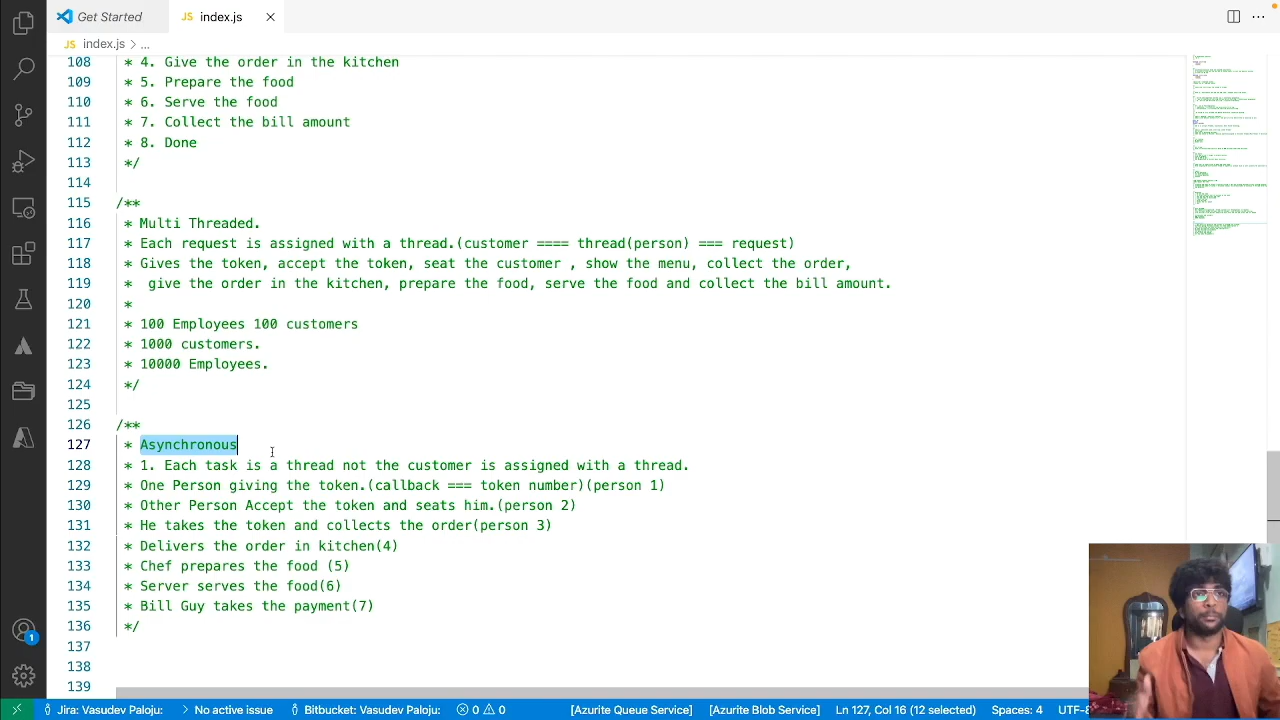 Get Started
JS index.js
JS index.js > ...
108 * 4. Give the order in the kitchen
109 * 5. Prepare the food
110 * 6. Serve the food
111 * 7. Collect the bill amount
112 * 8. Done
113 */
114
115 /**
116 * Multi Threaded.
117 * Each request is assigned with a thread.(customer ==== thread(person) === request)
118 * Gives the token, accept the token, seat the customer , show the menu, collect the order,
119 *  give the order in the kitchen, prepare the food, serve the food and collect the bill amount.
120 *
121 * 100 Employees 100 customers
122 * 1000 customers.
123 * 10000 Employees.
124 */
125
126 /**
127 * Asynchronous
128 * 1. Each task is a thread not the customer is assigned with a thread.
129 * One Person giving the token.(callback === token number)(person 1)
130 * Other Person Accept the token and seats him.(person 2)
131 * He takes the token and collects the order(person 3)
132 * Delivers the order in kitchen(4)
133 * Chef prepares the food (5)
134 * Server serves the food(6)
135 * Bill Guy takes the payment(7)
136 */
137
138
139
1
Jira: Vasudev Paloju: No active issue Bitbucket: Vasudev Paloju: 0 0 [Azurite Queue Service] [Azurite Blob Service] Ln 127, Col 16 (12 selected) Spaces: 4 UTF-8